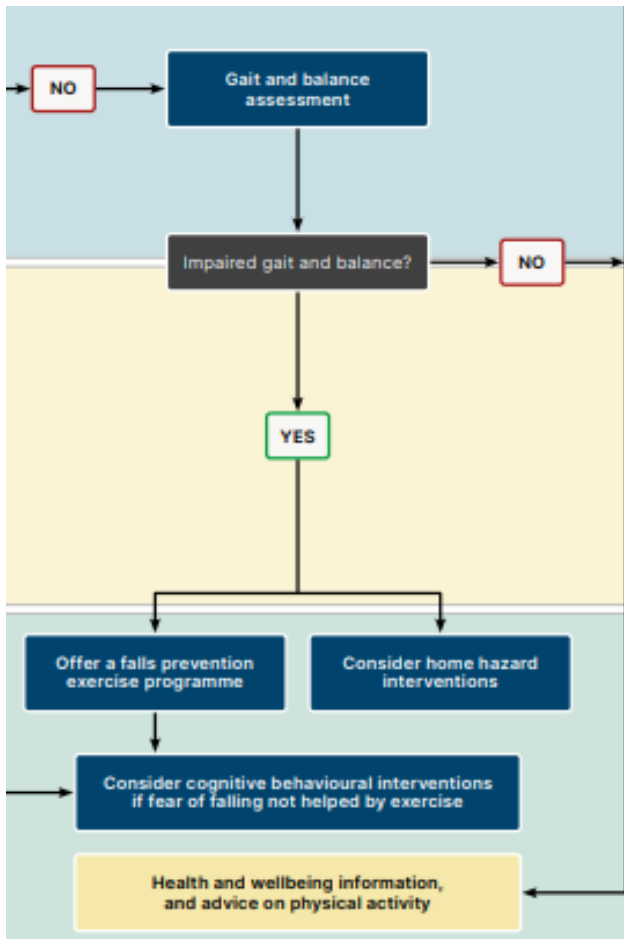 NO
Gait and balance
assessment
Impaired gait and balance?
NO
YES
Offer a falls prevention
exercise programme
Consider home hazard
interventions
Consider cognitive behavioural interventions
if fear of falling not helped by exercise
Health and wellbeing information,
and advice on physical activity